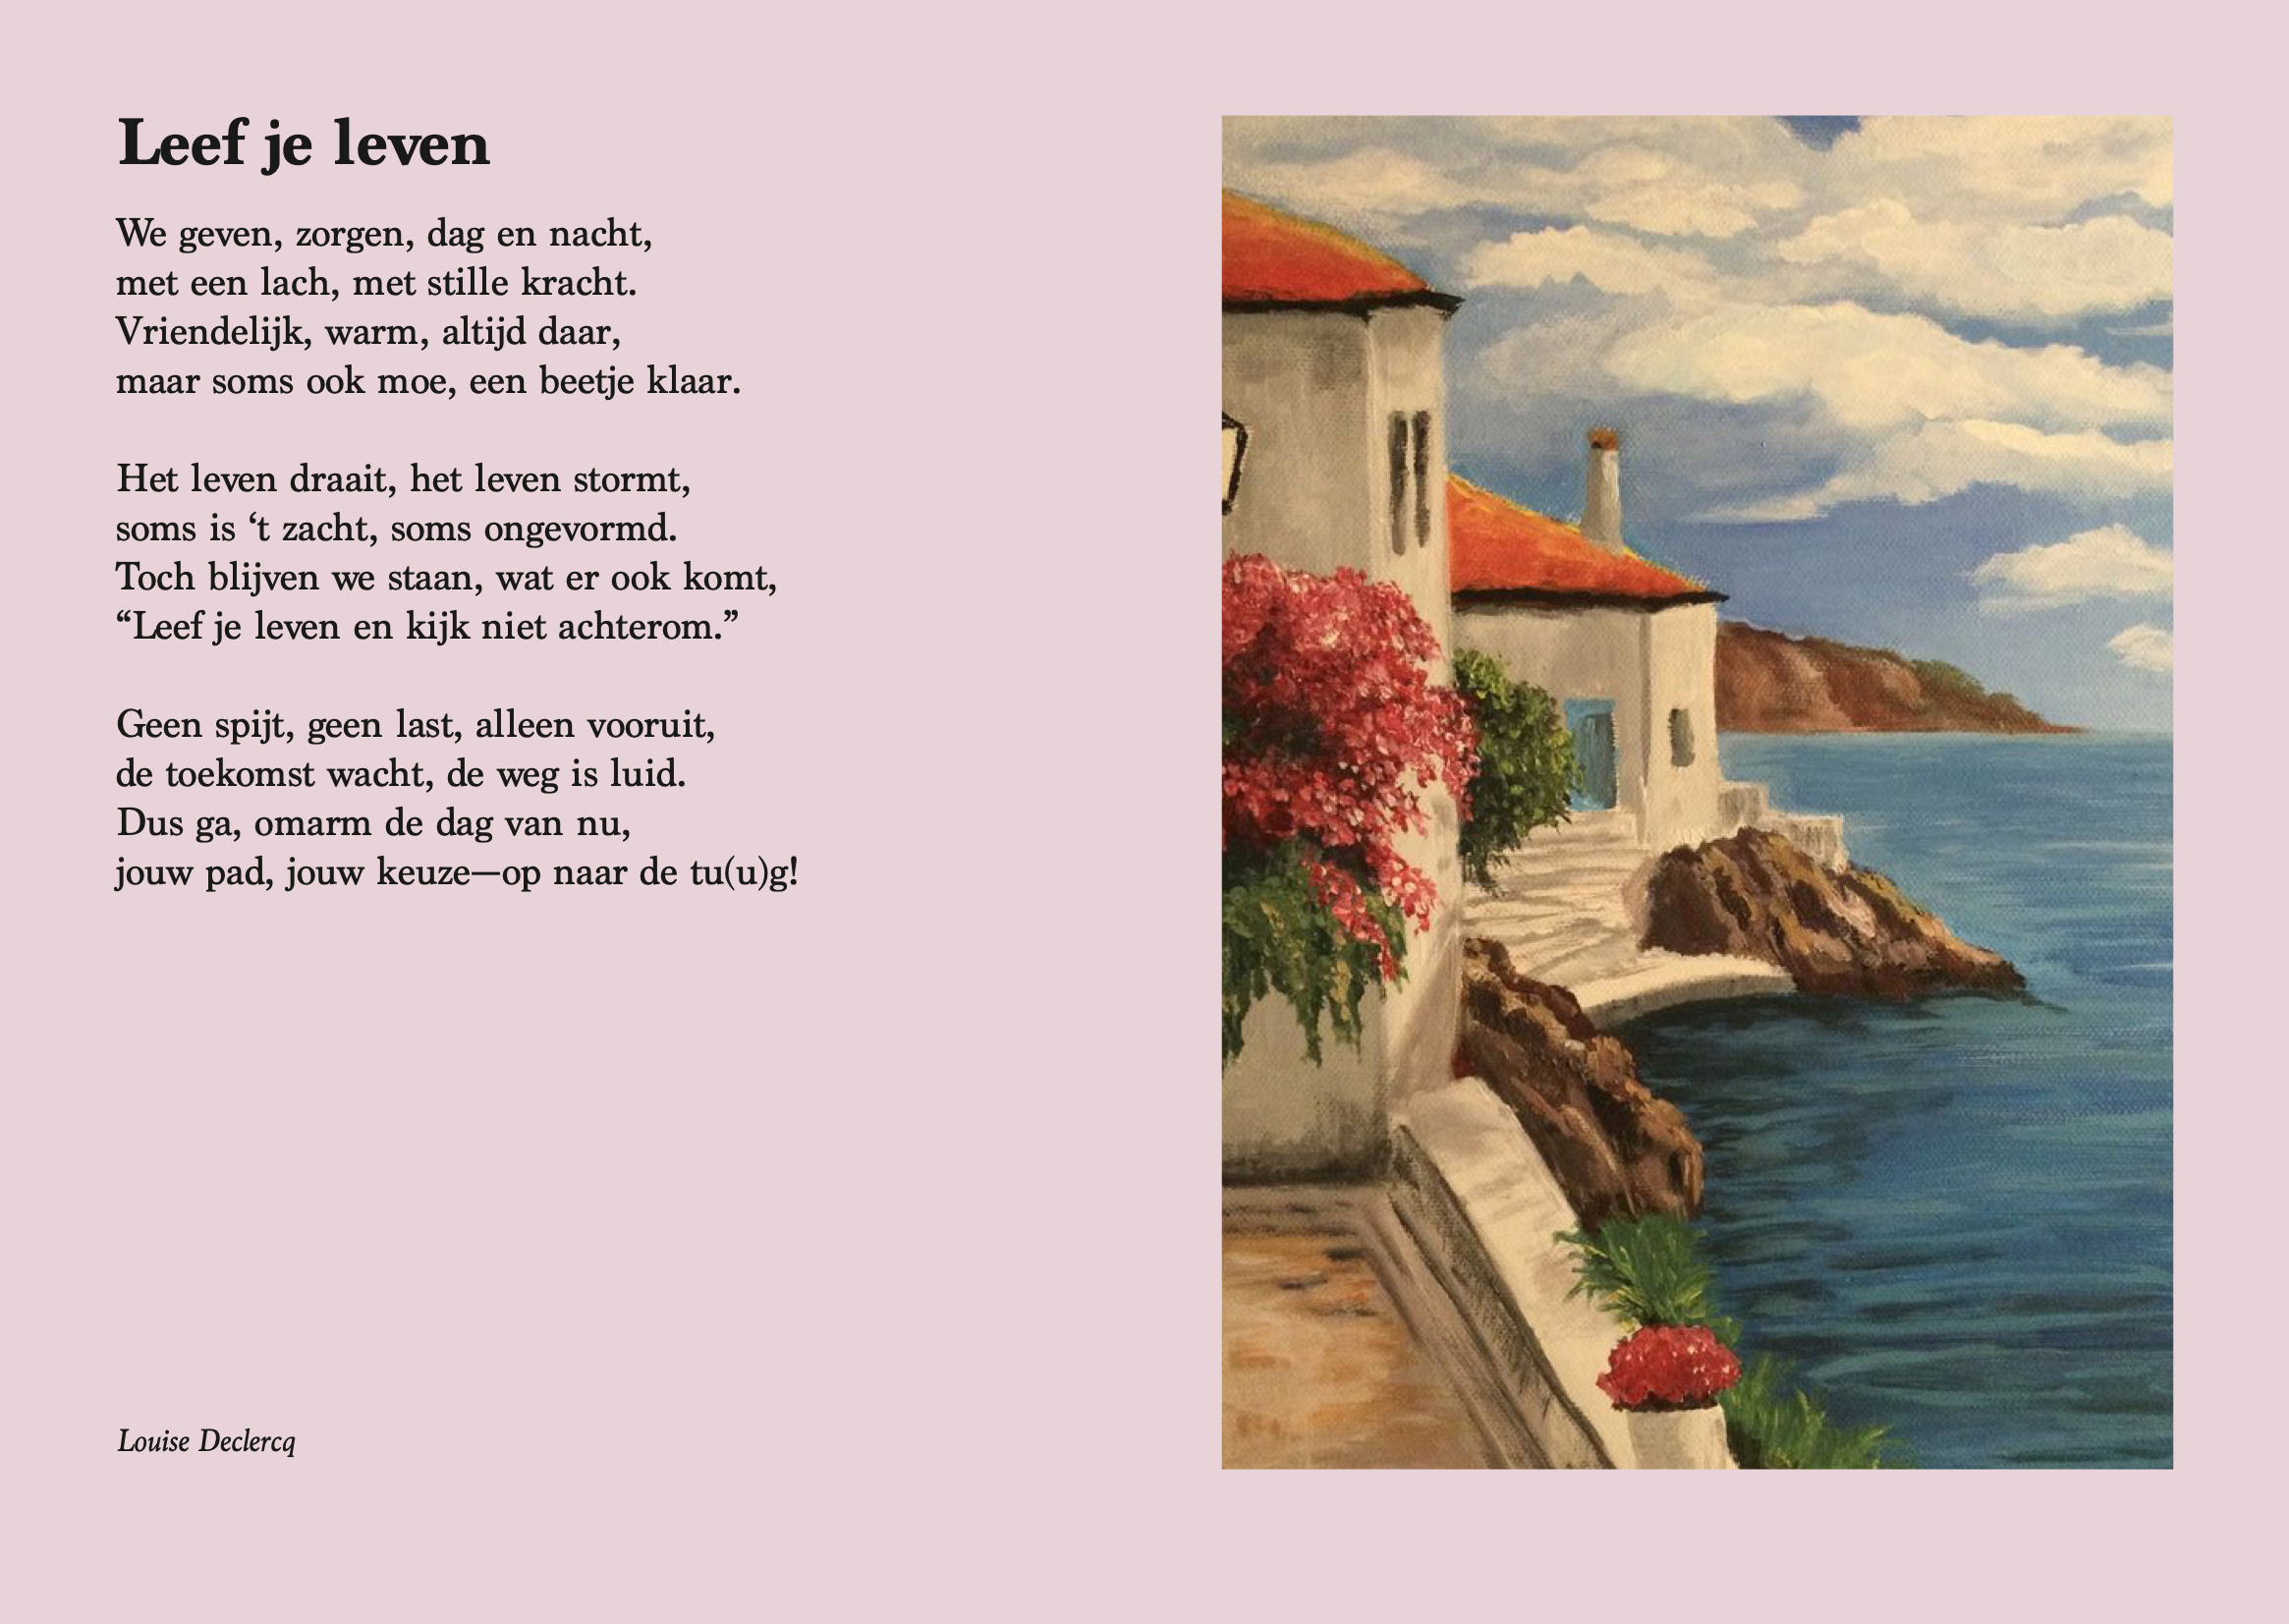 Leef je leven
We geven, zorgen, dag en nacht,
met een lach, met stille kracht.
Vriendelijk, warm, altijd daar,
maar soms ook moe, een beetje klaar.
Het leven draait, het leven stormt,
soms is ‘t zacht, soms ongevormd.
Toch blijven we staan, wat er ook komt,
“Leef je leven en kijk niet achterom.”
Geen spijt, geen last, alleen vooruit,
de toekomst wacht, de weg is luid.
Dus ga, omarm de dag van nu,
jouw pad, jouw keuze—op naar de tu(u)g!
Louise Declercq